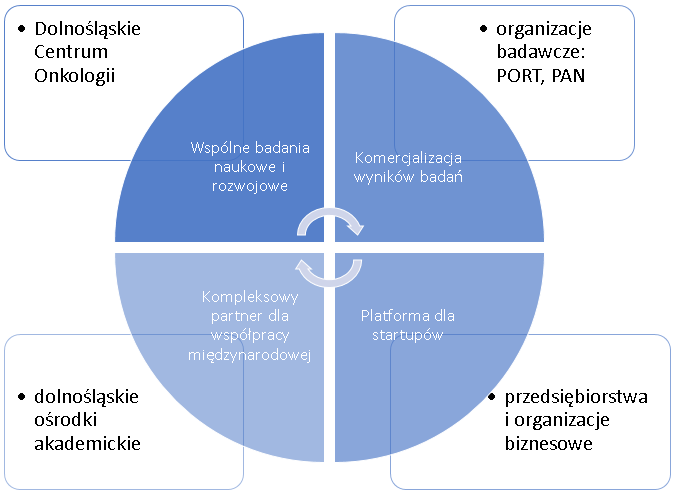 • Dolnośląskie
Centrum
Onkologii
• organizacje
badawcze:
PORT, PAN
Wspólne badania
naukowe i
rozwojowe
Komercjalizacja
wyników badań
Kompleksowy
partner dla
współpracy
międzynarodowej
Platforma dla
startupów
• dolnośląskie
ośrodki
akademickie
• przedsiębiorstwa
i organizacje
biznesowe